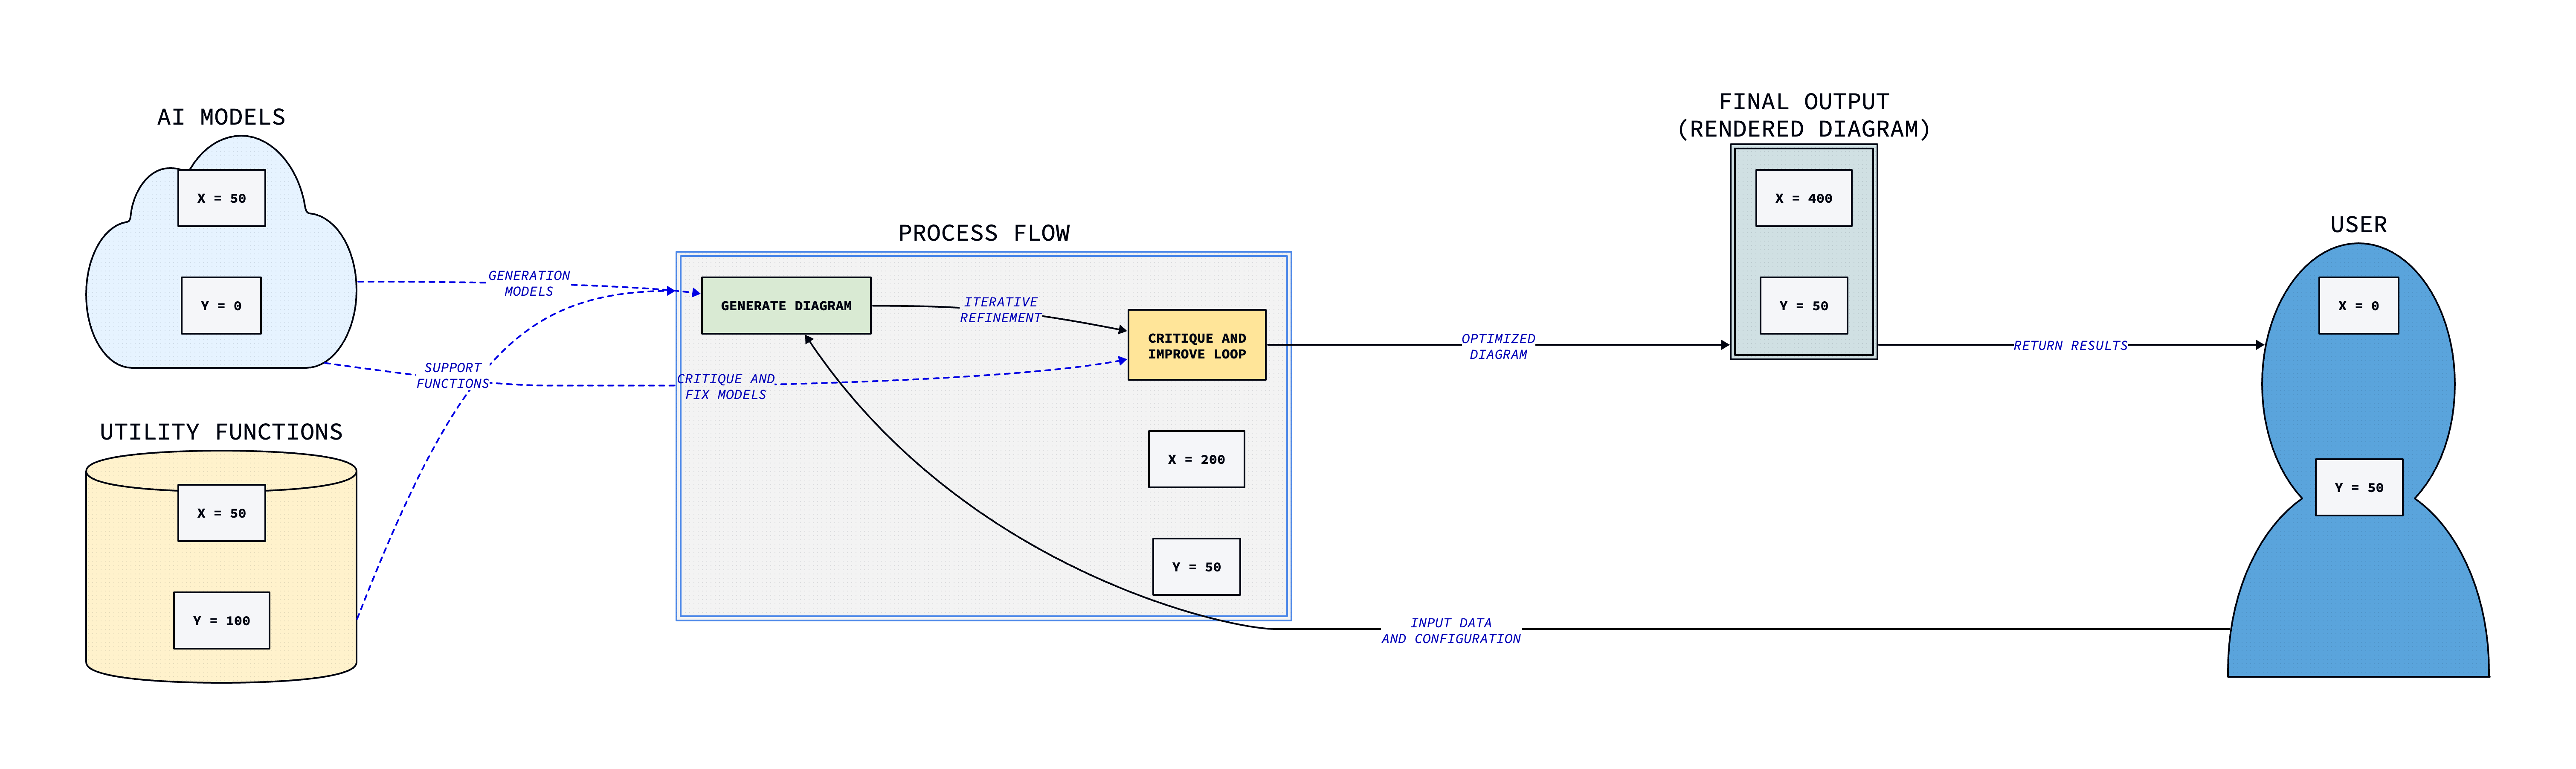 AI MODELS
X = 50
Y = 0
UTILITY FUNCTIONS
X = 50
Y = 100
GENERATION
MODELS
SUPPORT
FUNCTIONS
CRITIQUE AND
FIX MODELS
PROCESS FLOW
GENERATE DIAGRAM
ITERATIVE
REFINEMENT
CRITIQUE AND
IMPROVE LOOP
X = 200
Y = 50
OPTIMIZED
DIAGRAM
INPUT DATA
AND CONFIGURATION
FINAL OUTPUT
(RENDERED DIAGRAM)
X = 400
Y = 50
RETURN RESULTS
USER
X = 0
Y = 50